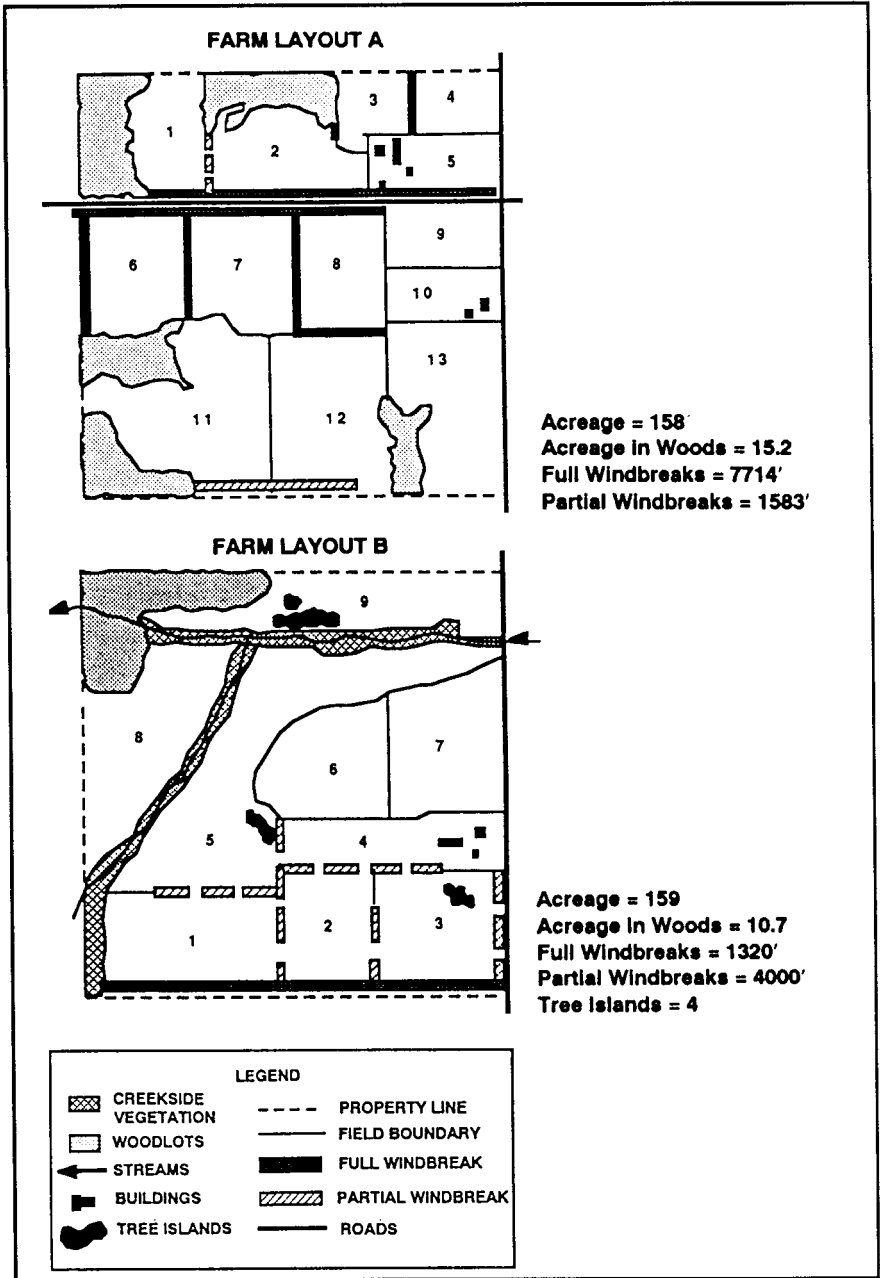 FARM LAYOUT A
1
2
3
4
5
6
7
8
9
10
11
12
13
Acreage = 158
Acreage in Woods = 15.2
Full Windbreaks = 7714'
Partial Windbreaks = 1583'
FARM LAYOUT B
9
8
7
6
5
4
1
2
3
Acreage = 159
Acreage in Woods = 10.7
Full Windbreaks = 1320'
Partial Windbreaks = 4000'
Tree Islands = 4
LEGEND
CREEKSIDE
VEGETATION
WOODLOTS
STREAMS
BUILDINGS
TREE ISLANDS
PROPERTY LINE
FIELD BOUNDARY
FULL WINDBREAK
PARTIAL WINDBREAK
ROADS